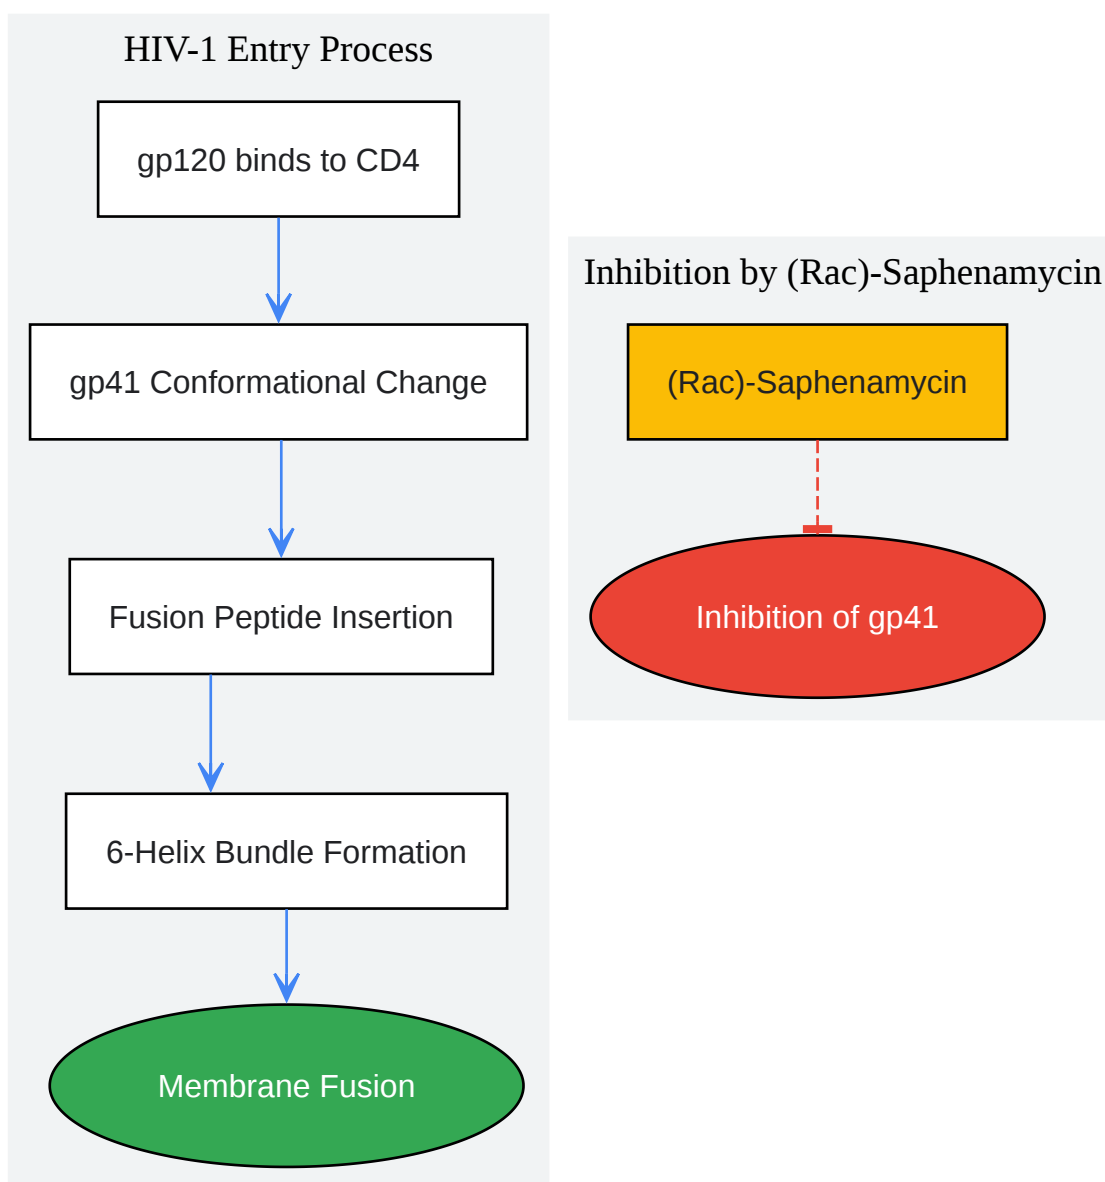 HIV-1 Entry Process
gp120 binds to CD4
gp41 Conformational Change
Fusion Peptide Insertion
6-Helix Bundle Formation
Membrane Fusion
Inhibition by (Rac)-Saphenamycin
(Rac)-Saphenamycin
Inhibition of gp41